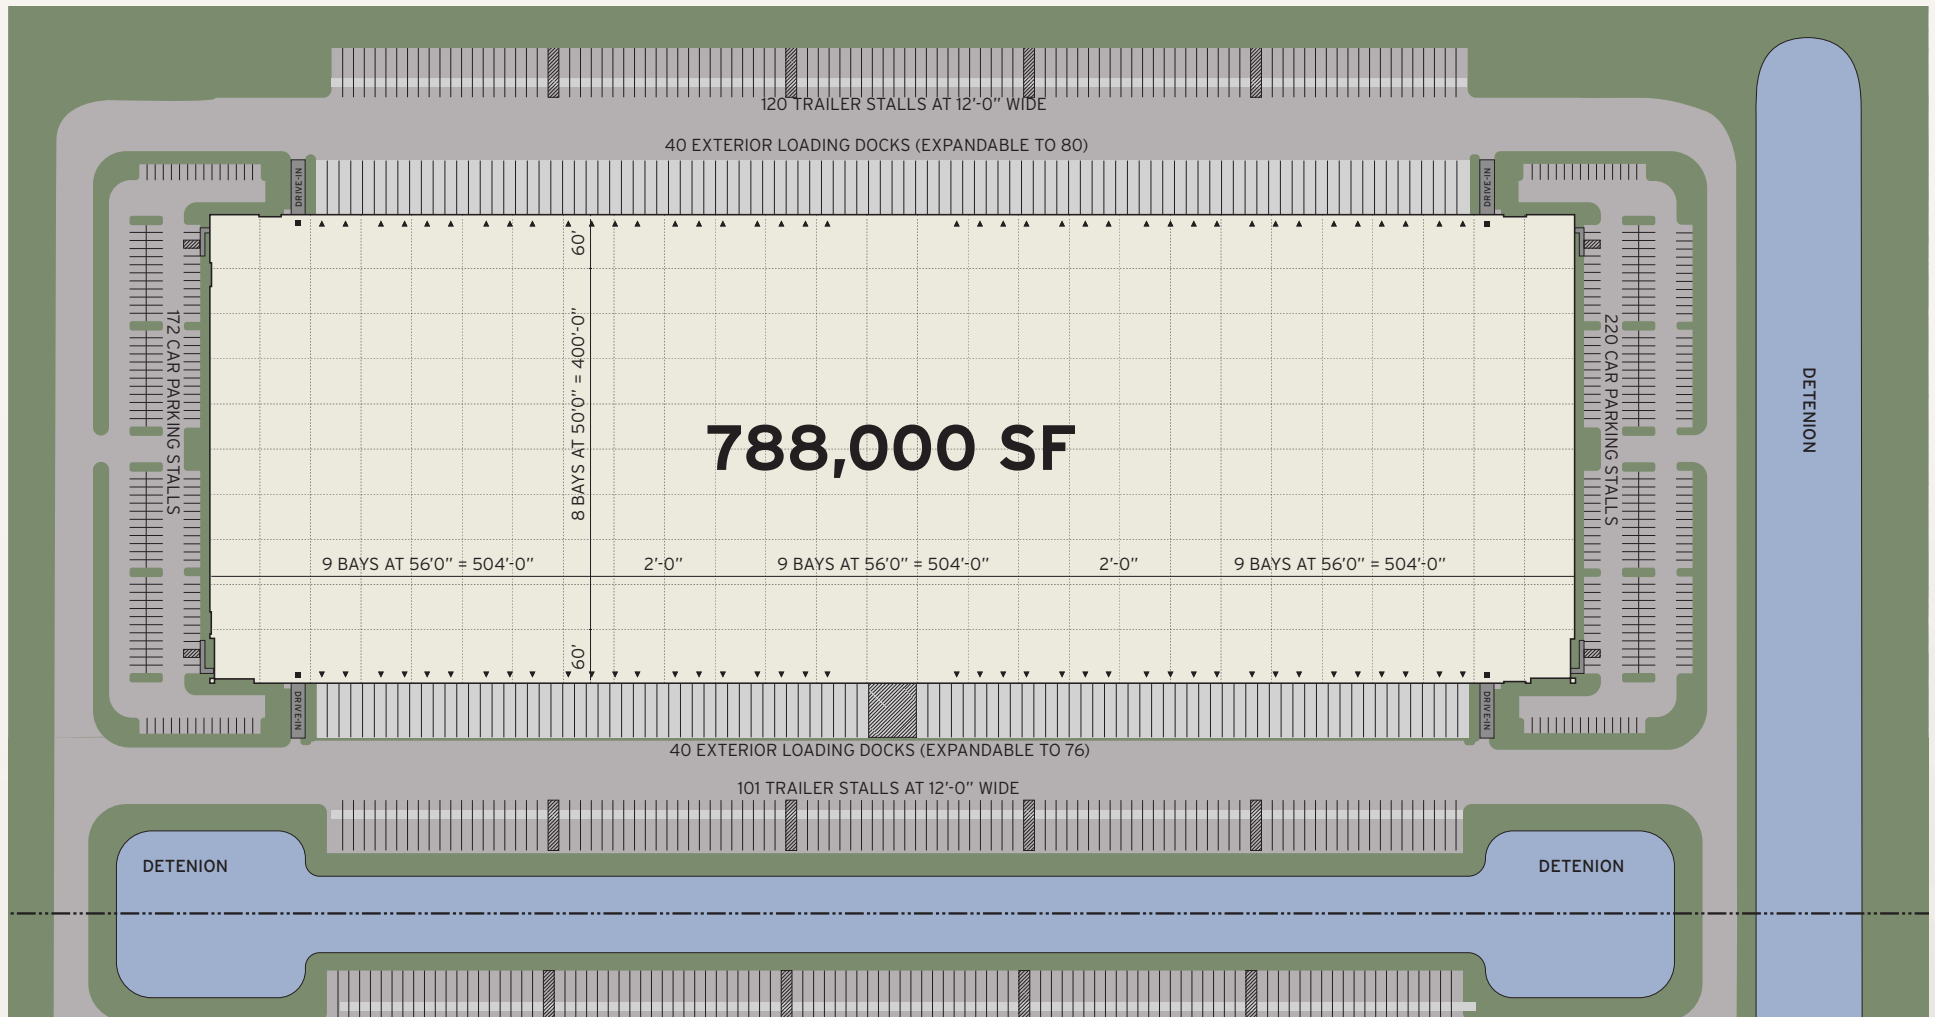 120 TRAILER STALLS AT 12'-0" WIDE
40 EXTERIOR LOADING DOCKS (EXPANDABLE TO 80)
DRIVE-IN
DRIVE-IN
60'
8 BAYS AT 50'0" = 400'-0"
172 CAR PARKING STALLS
788,000 SF
220 CAR PARKING STALLS
DETENION
9 BAYS AT 56'0" = 504'-0"
2'-0"
9 BAYS AT 56'0" = 504'-0"
2'-0"
9 BAYS AT 56'0" = 504'-0"
60'
DRIVE-IN
DRIVE-IN
40 EXTERIOR LOADING DOCKS (EXPANDABLE TO 76)
101 TRAILER STALLS AT 12'-0" WIDE
DETENION
DETENION